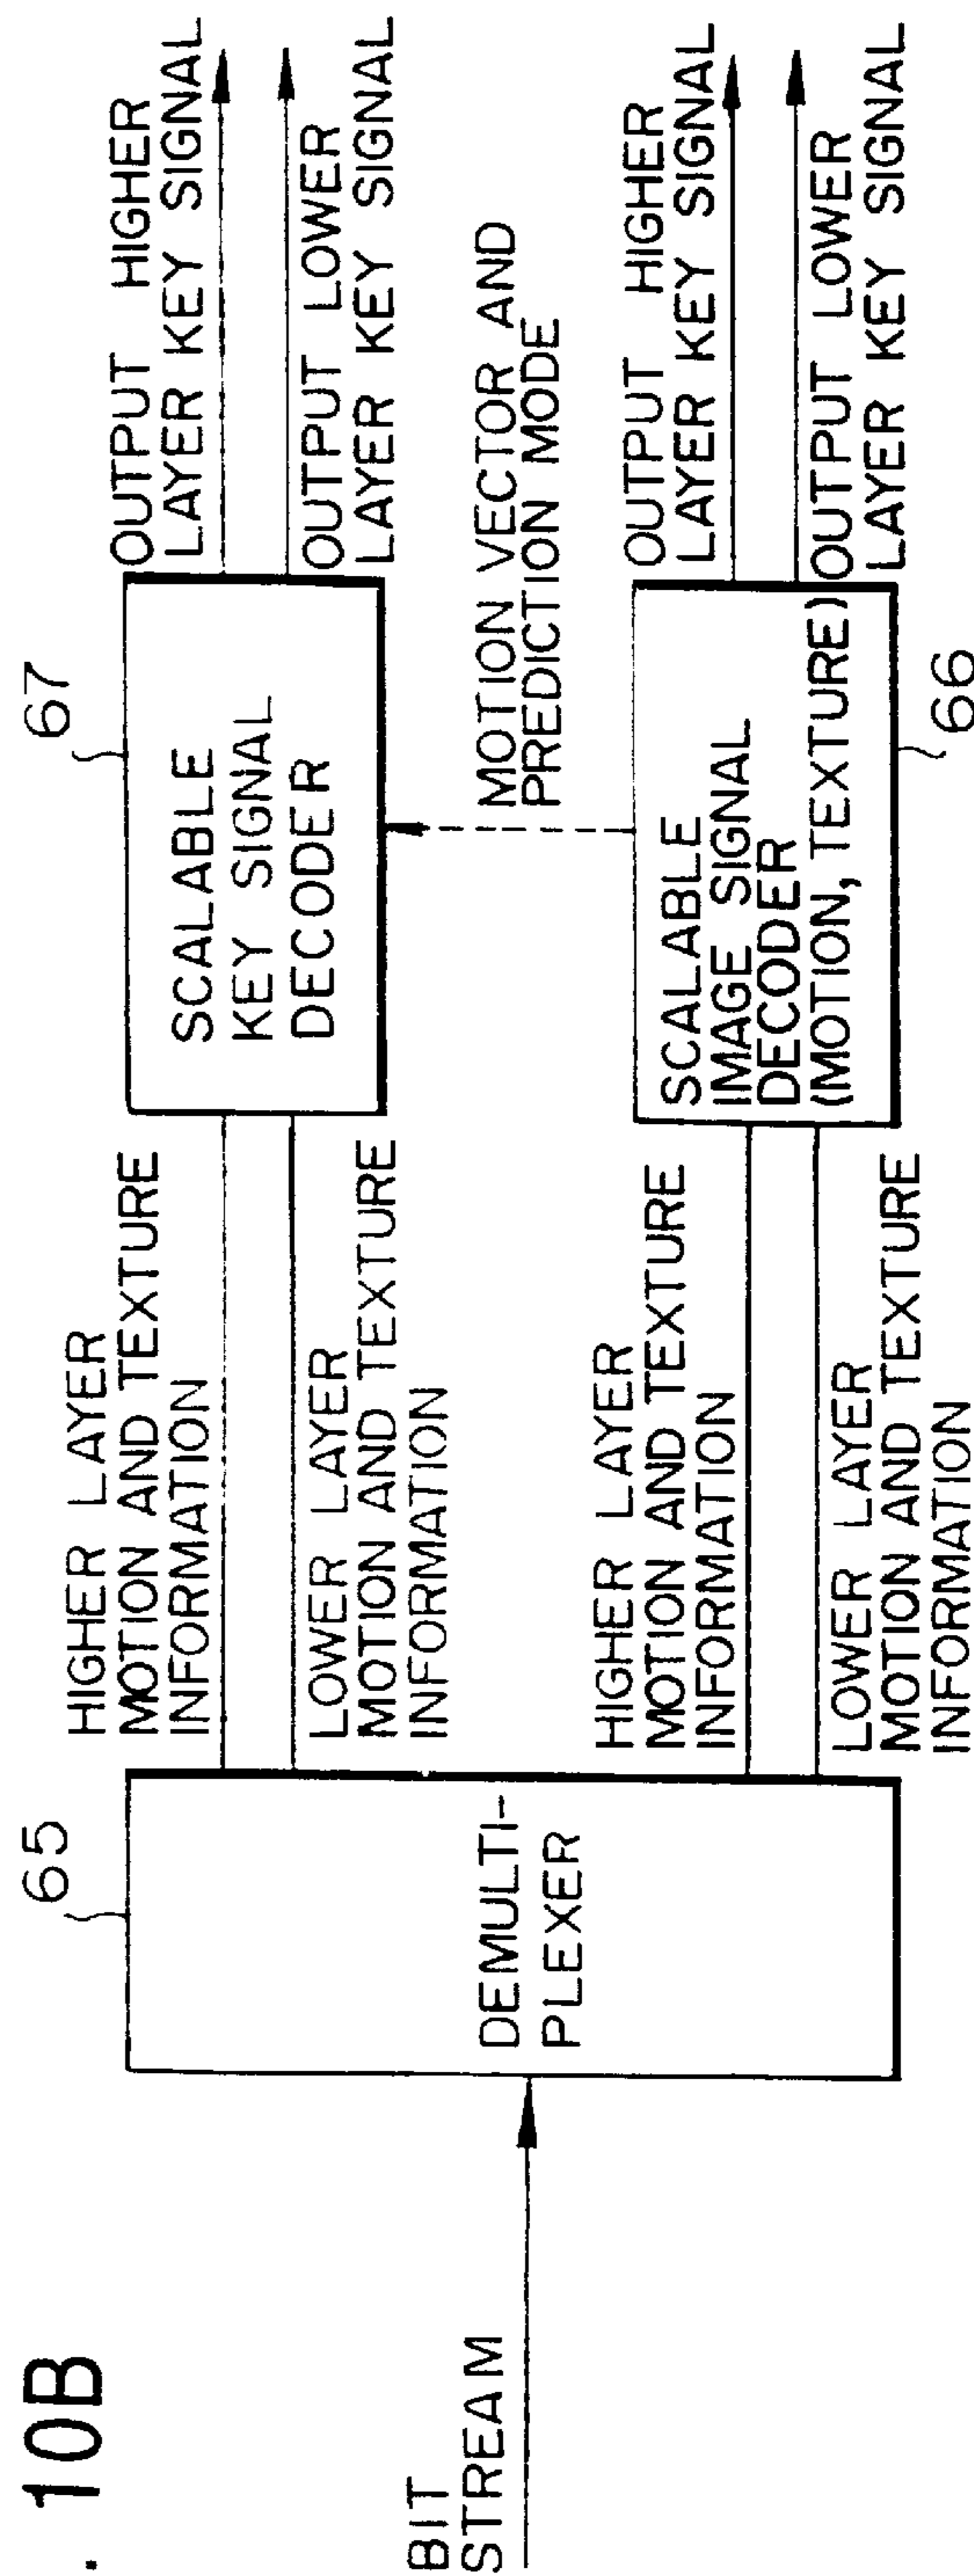 . 10B
BIT
STREAM
65
DEMULTI-
PLEXER
HIGHER LAYER
MOTION AND TEXTURE
INFORMATION
LOWER LAYER
MOTION AND TEXTURE
INFORMATION
HIGHER LAYER
MOTION AND TEXTURE
INFORMATION
LOWER LAYER
MOTION AND TEXTURE
INFORMATION
67
SCALABLE
KEY SIGNAL
DECODER
MOTION VECTOR AND
PREDICTION MODE
SCALABLE
IMAGE SIGNAL
DECODER
(MOTION, TEXTURE)
66
OUTPUT HIGHER
LAYER KEY SIGNAL
OUTPUT LOWER
LAYER KEY SIGNAL
OUTPUT HIGHER
LAYER KEY SIGNAL
OUTPUT LOWER
LAYER KEY SIGNAL